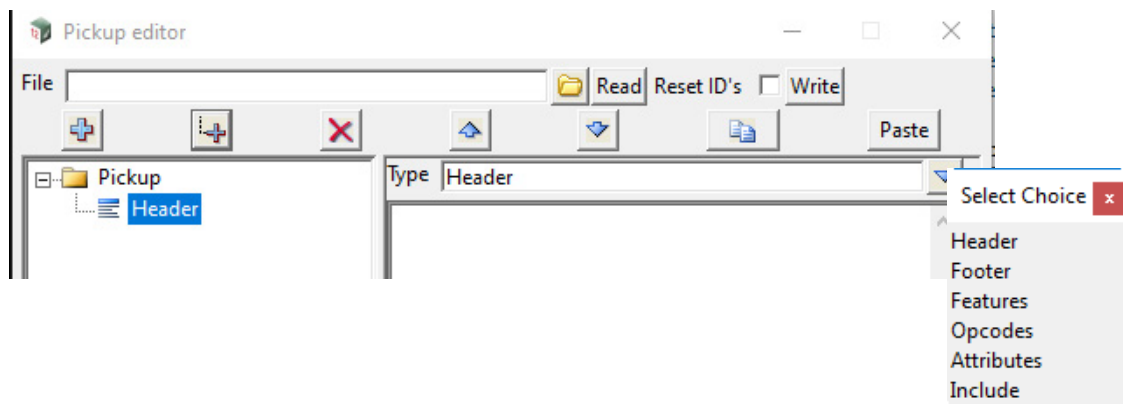 Pickup editor
File Read Reset ID's Write
Paste
Pickup
Header
Type Header
Select Choice x
Header
Footer
Features
Opcodes
Attributes
Include